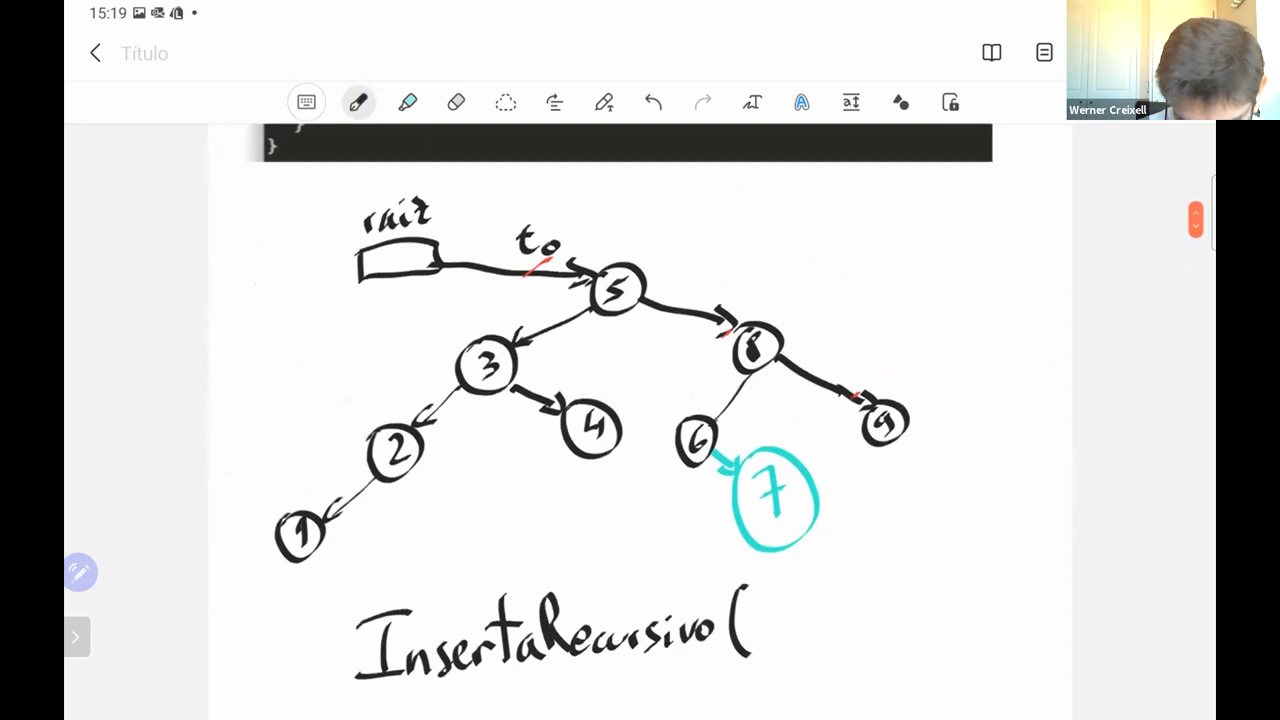 15:19
Título
Werner Creixell
}
}
raiz
to
5
3
8
2
4
6
9
7
1
InsertaRecursivo(